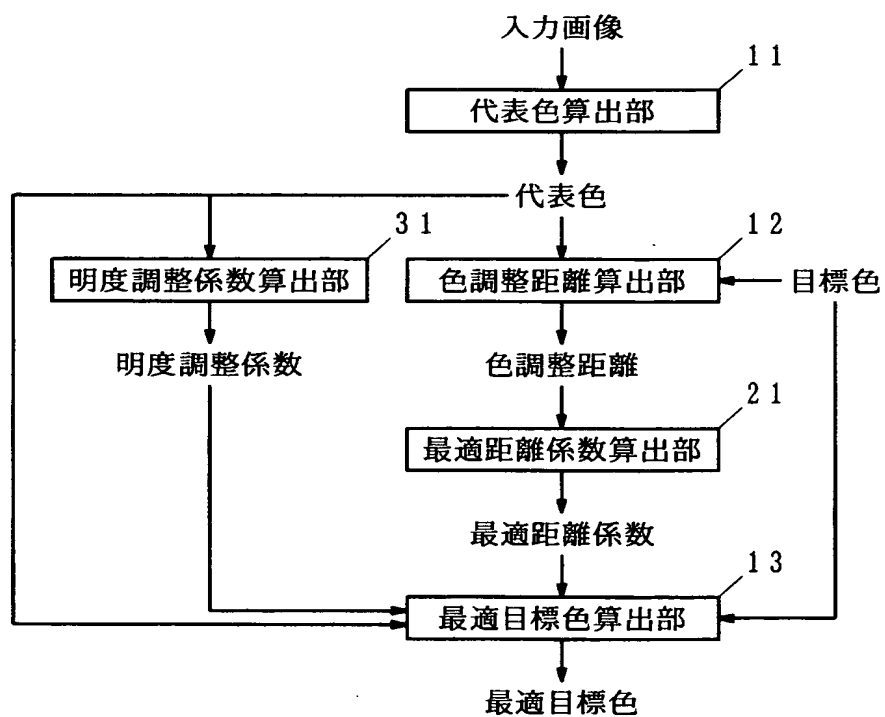 入力画像
11
代表色算出部
代表色
31
12
明度調整係数算出部
色調整距離算出部
目標色
明度調整係数
色調整距離
21
最適距離係数算出部
最適距離係数
13
最適目標色算出部
最適目標色